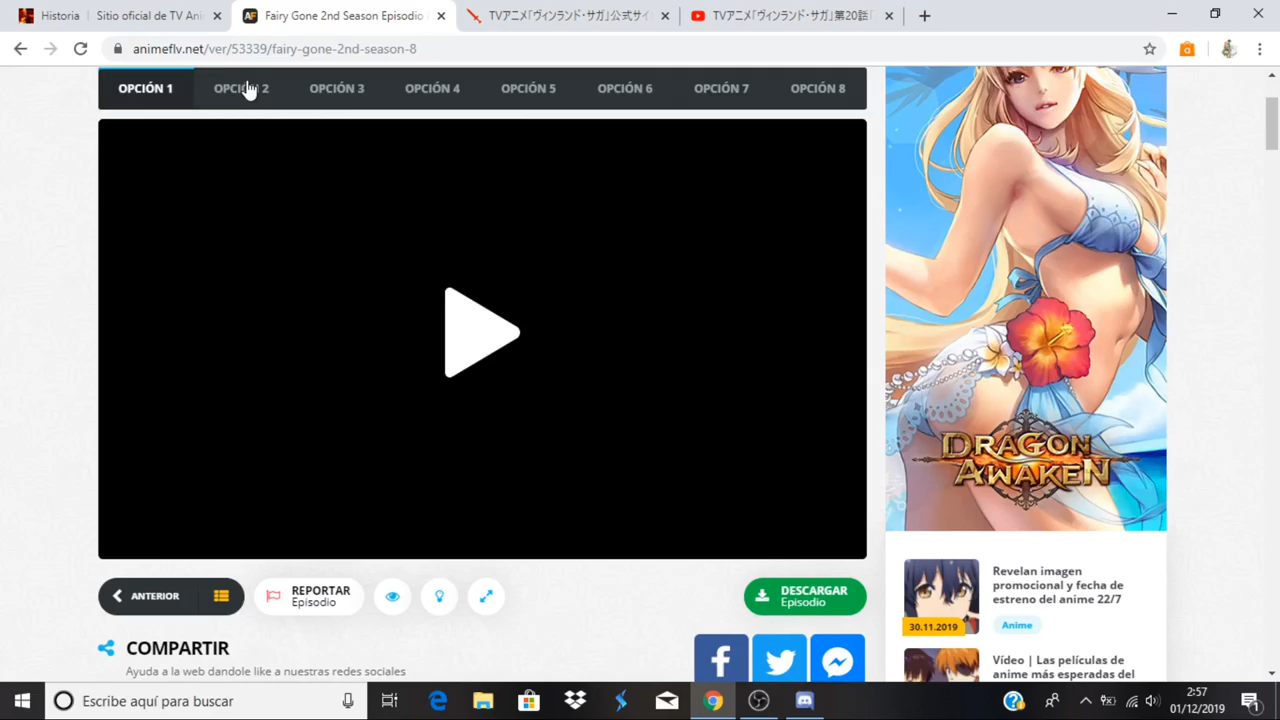 Historia | Sitio oficial de TV Ani
Fairy Gone 2nd Season Episodio
TVアニメ「ヴィンランド・サガ」公式サイ
TVアニメ「ヴィンランド・サガ」第20話「
animeflv.net/ver/53339/fairy-gone-2nd-season-8
OPCIÓN 1
OPCIÓN 2
OPCIÓN 3
OPCIÓN 4
OPCIÓN 5
OPCIÓN 6
OPCIÓN 7
OPCIÓN 8
DRAGON
AWAKEN
ANTERIOR
REPORTAR
Episodio
DESCARGAR
Episodio
COMPARTIR
Ayuda a la web dandole like a nuestras redes sociales
Revelan imagen
promocional y fecha de
estreno del anime 22/7
30.11.2019
Anime
Vídeo | Las películas de
anime más esperadas del
Escribe aquí para buscar
2:57
01/12/2019
1